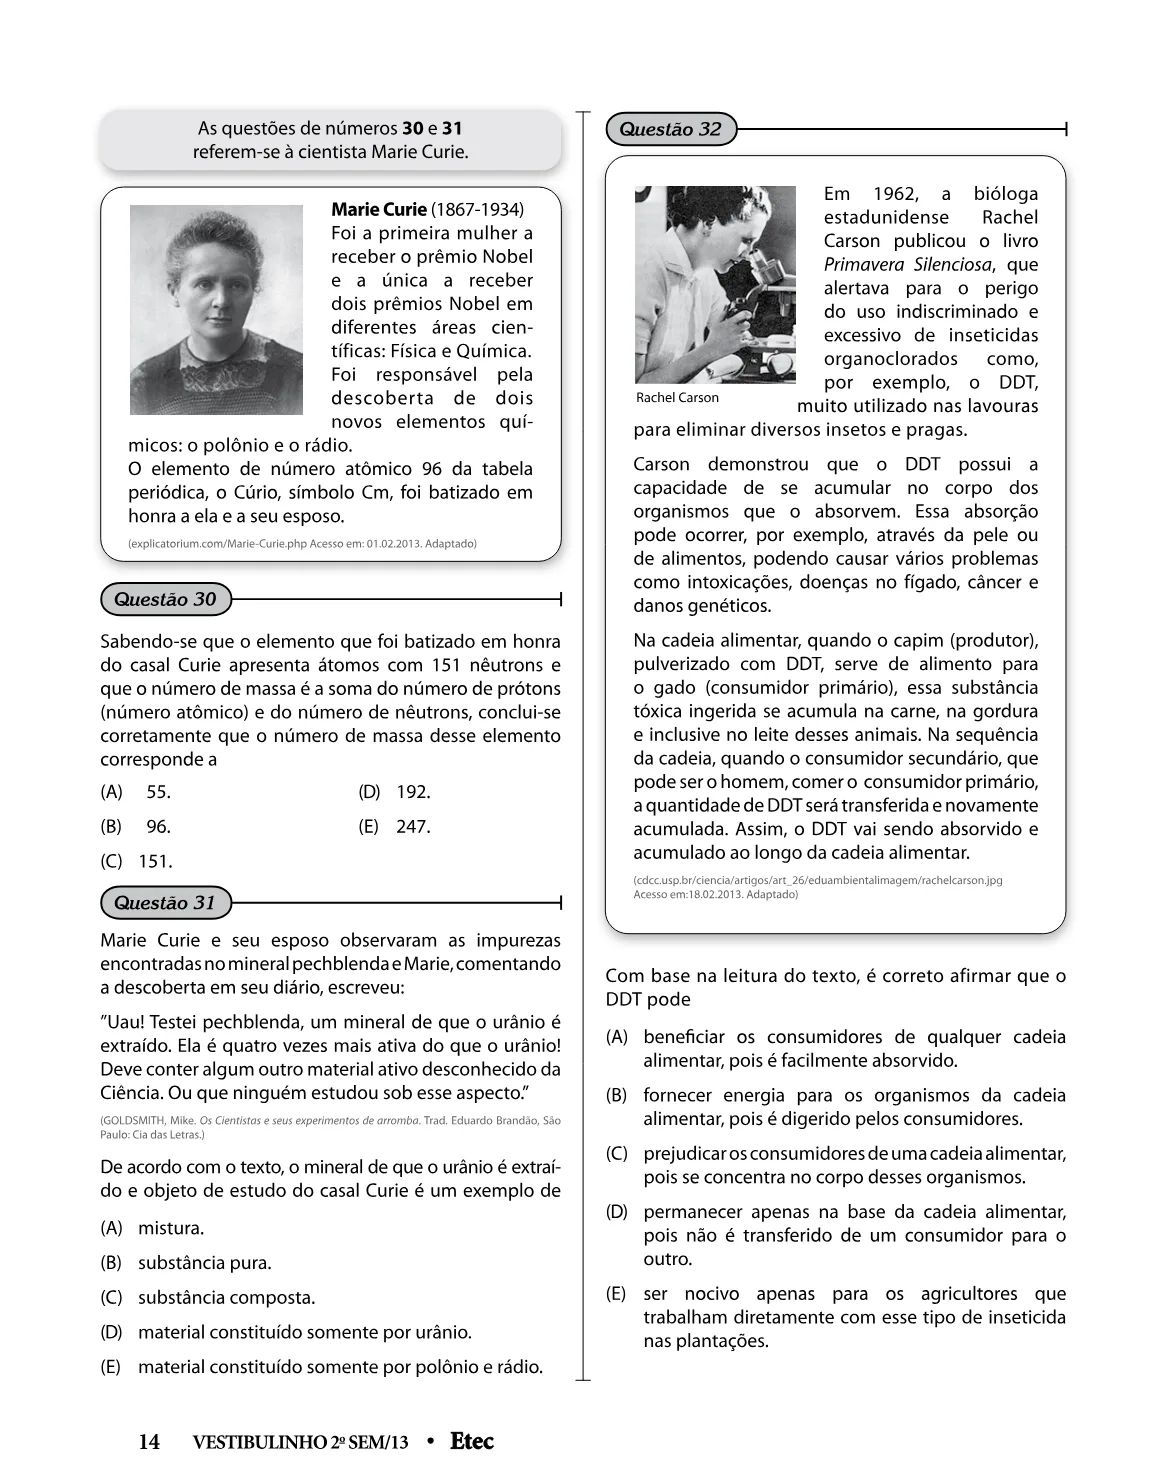 As questões de números 30 e 31
referem-se à cientista Marie Curie.
Marie Curie (1867-1934)
Foi a primeira mulher a
receber o prêmio Nobel
e a única a receber
dois prêmios Nobel em
diferentes áreas cien-
tíficas: Física e Química.
Foi responsável pela
descoberta de dois
novos elementos quí-
micos: o polônio e o rádio.
O elemento de número atômico 96 da tabela
periódica, o Cúrio, símbolo Cm, foi batizado em
honra a ela e a seu esposo.
(explicatorium.com/Marie-Curie.php Acesso em: 01.02.2013. Adaptado)
Questão 30
Sabendo-se que o elemento que foi batizado em honra
do casal Curie apresenta átomos com 151 nêutrons e
que o número de massa é a soma do número de prótons
(número atômico) e do número de nêutrons, conclui-se
corretamente que o número de massa desse elemento
corresponde a
(A) 55.
(B) 96.
(C) 151.
(D) 192.
(E) 247.
Questão 31
Marie Curie e seu esposo observaram as impurezas
encontradas no mineral pechblenda e Marie, comentando
a descoberta em seu diário, escreveu:
”Uau! Testei pechblenda, um mineral de que o urânio é
extraído. Ela é quatro vezes mais ativa do que o urânio!
Deve conter algum outro material ativo desconhecido da
Ciência. Ou que ninguém estudou sob esse aspecto.”
(GOLDSMITH, Mike. Os Cientistas e seus experimentos de arromba. Trad. Eduardo Brandão, São
Paulo: Cia das Letras.)
De acordo com o texto, o mineral de que o urânio é extraí-
do e objeto de estudo do casal Curie é um exemplo de
(A) mistura.
(B) substância pura.
(C) substância composta.
(D) material constituído somente por urânio.
(E) material constituído somente por polônio e rádio.
Questão 32
Em 1962, a bióloga
estadunidense Rachel
Carson publicou o livro
Primavera Silenciosa, que
alertava para o perigo
do uso indiscriminado e
excessivo de inseticidas
organoclorados como,
por exemplo, o DDT,
Rachel Carson
muito utilizado nas lavouras
para eliminar diversos insetos e pragas.
Carson demonstrou que o DDT possui a
capacidade de se acumular no corpo dos
organismos que o absorvem. Essa absorção
pode ocorrer, por exemplo, através da pele ou
de alimentos, podendo causar vários problemas
como intoxicações, doenças no fígado, câncer e
danos genéticos.
Na cadeia alimentar, quando o capim (produtor),
pulverizado com DDT, serve de alimento para
o gado (consumidor primário), essa substância
tóxica ingerida se acumula na carne, na gordura
e inclusive no leite desses animais. Na sequência
da cadeia, quando o consumidor secundário, que
pode ser o homem, comer o consumidor primário,
a quantidade de DDT será transferida e novamente
acumulada. Assim, o DDT vai sendo absorvido e
acumulado ao longo da cadeia alimentar.
(cdcc.usp.br/ciencia/artigos/art_26/eduambientalimagem/rachelcarson.jpg
Acesso em:18.02.2013. Adaptado)
Com base na leitura do texto, é correto afirmar que o
DDT pode
(A) beneficiar os consumidores de qualquer cadeia
alimentar, pois é facilmente absorvido.
(B) fornecer energia para os organismos da cadeia
alimentar, pois é digerido pelos consumidores.
(C) prejudicar os consumidores de uma cadeia alimentar,
pois se concentra no corpo desses organismos.
(D) permanecer apenas na base da cadeia alimentar,
pois não é transferido de um consumidor para o
outro.
(E) ser nocivo apenas para os agricultores que
trabalham diretamente com esse tipo de inseticida
nas plantações.
14 VESTIBULINHO 2º SEM/13 • Etec